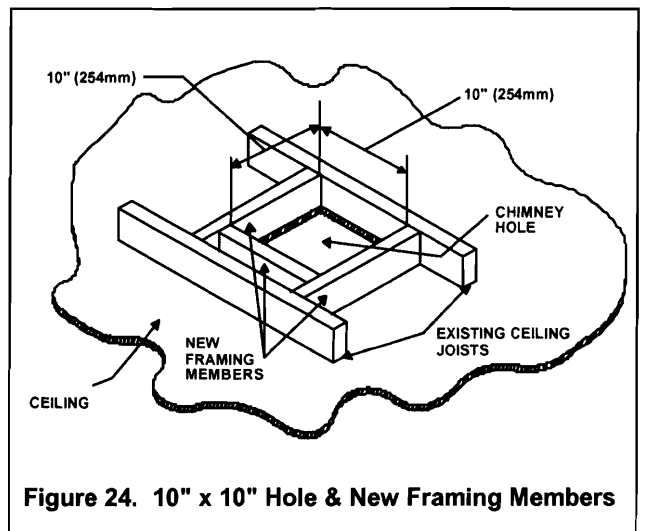 10" (254mm)
10" (254mm)
CHIMNEY
HOLE
EXISTING CEILING
JOISTS
NEW
FRAMING
MEMBERS
CEILING
Figure 24. 10" x 10" Hole & New Framing Members